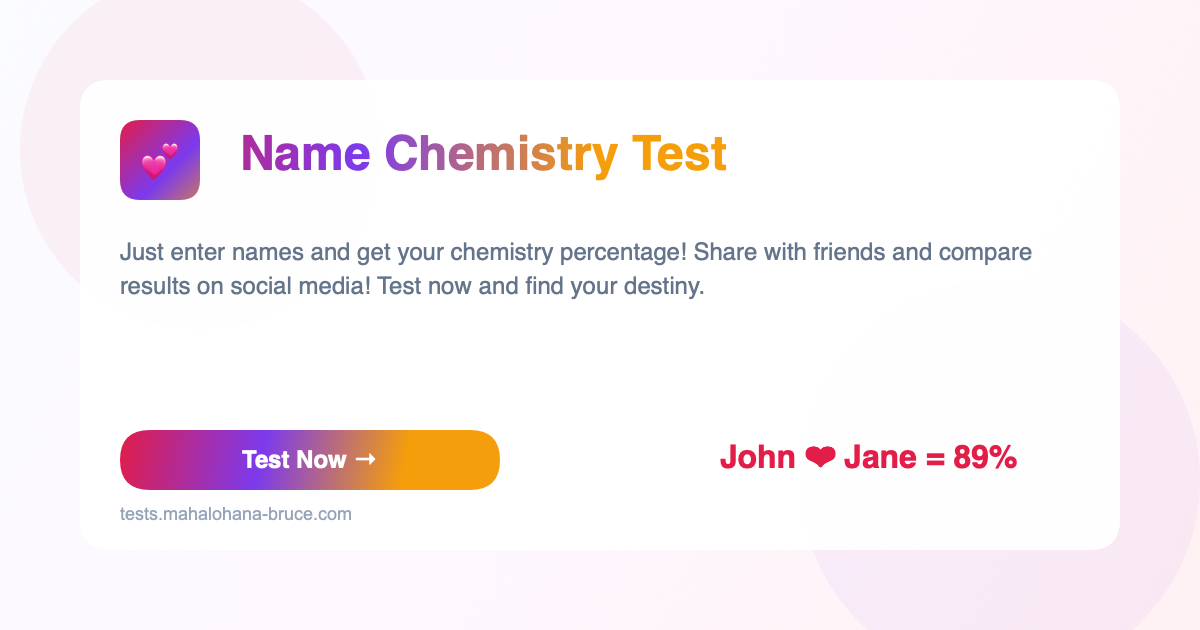 Name Chemistry Test
Just enter names and get your chemistry percentage! Share with friends and compare
results on social media! Test now and find your destiny.
Test Now →
John ❤ Jane = 89%
tests.mahalohana-bruce.com